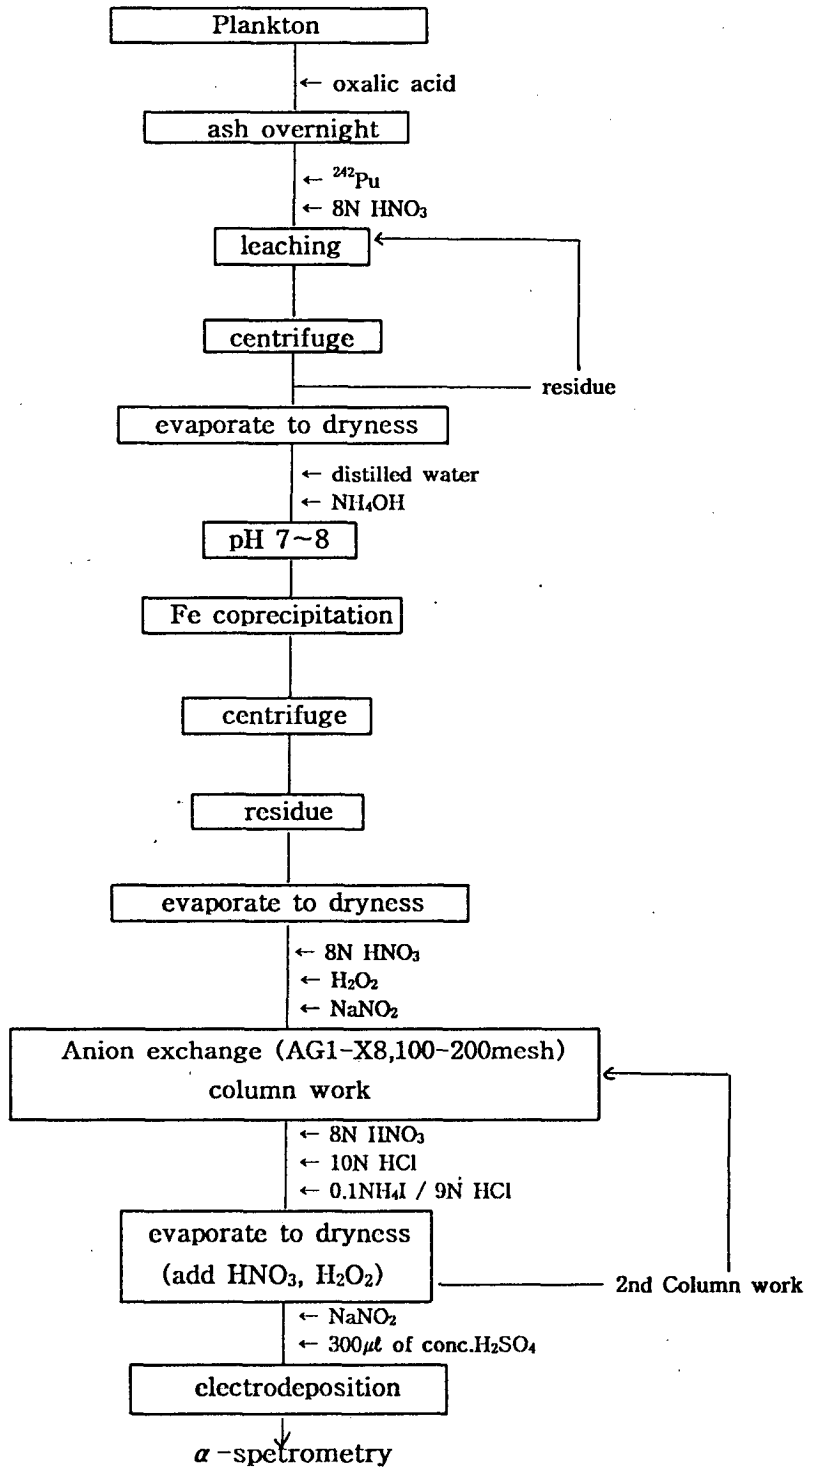 Plankton
← oxalic acid
ash overnight
← ²⁴²Pu
← 8N HNO₃
leaching
centrifuge
residue
evaporate to dryness
← distilled water
← NH₄OH
pH 7~8
Fe coprecipitation
centrifuge
residue
evaporate to dryness
← 8N HNO₃
← H₂O₂
← NaNO₂
Anion exchange (AG1-X8,100-200mesh)
column work
← 8N HNO₃
← 10N HCl
← 0.1NH₄I / 9N HCl
evaporate to dryness
(add HNO₃, H₂O₂)
2nd Column work
← NaNO₂
← 300μℓ of conc.H₂SO₄
electrodeposition
α-spetrometry